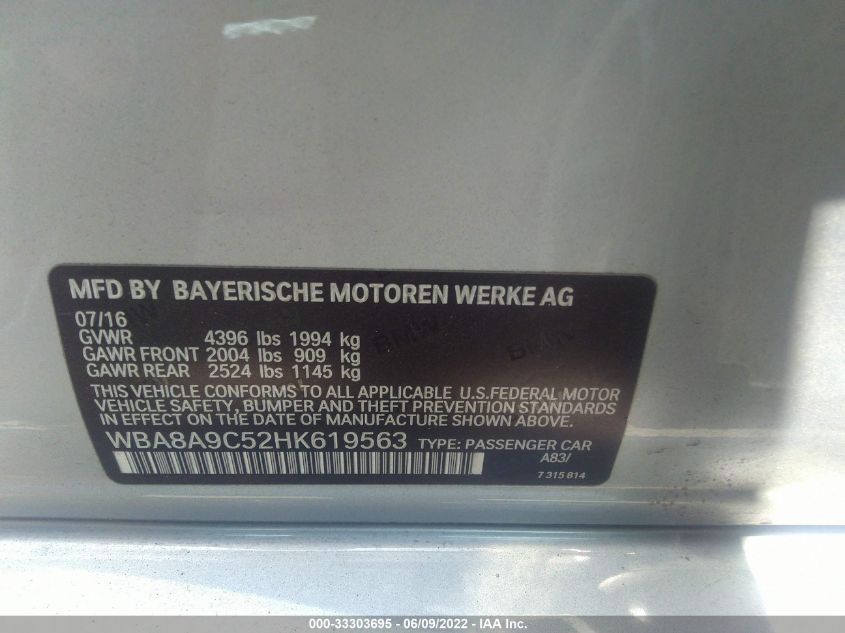 MFD BY BAYERISCHE MOTOREN WERKE AG
07/16
GVWR 4396 lbs 1994 kg
GAWR FRONT 2004 lbs 909 kg
GAWR REAR 2524 lbs 1145 kg
THIS VEHICLE CONFORMS TO ALL APPLICABLE U.S.FEDERAL MOTOR
VEHICLE SAFETY, BUMPER AND THEFT PREVENTION STANDARDS
IN EFFECT ON THE DATE OF MANUFACTURE SHOWN ABOVE.
WBA8A9C52HK619563 TYPE: PASSENGER CAR
A83/
7 315 814
BMW
BMW
000-33303695 - 06/09/2022 - IAA Inc.